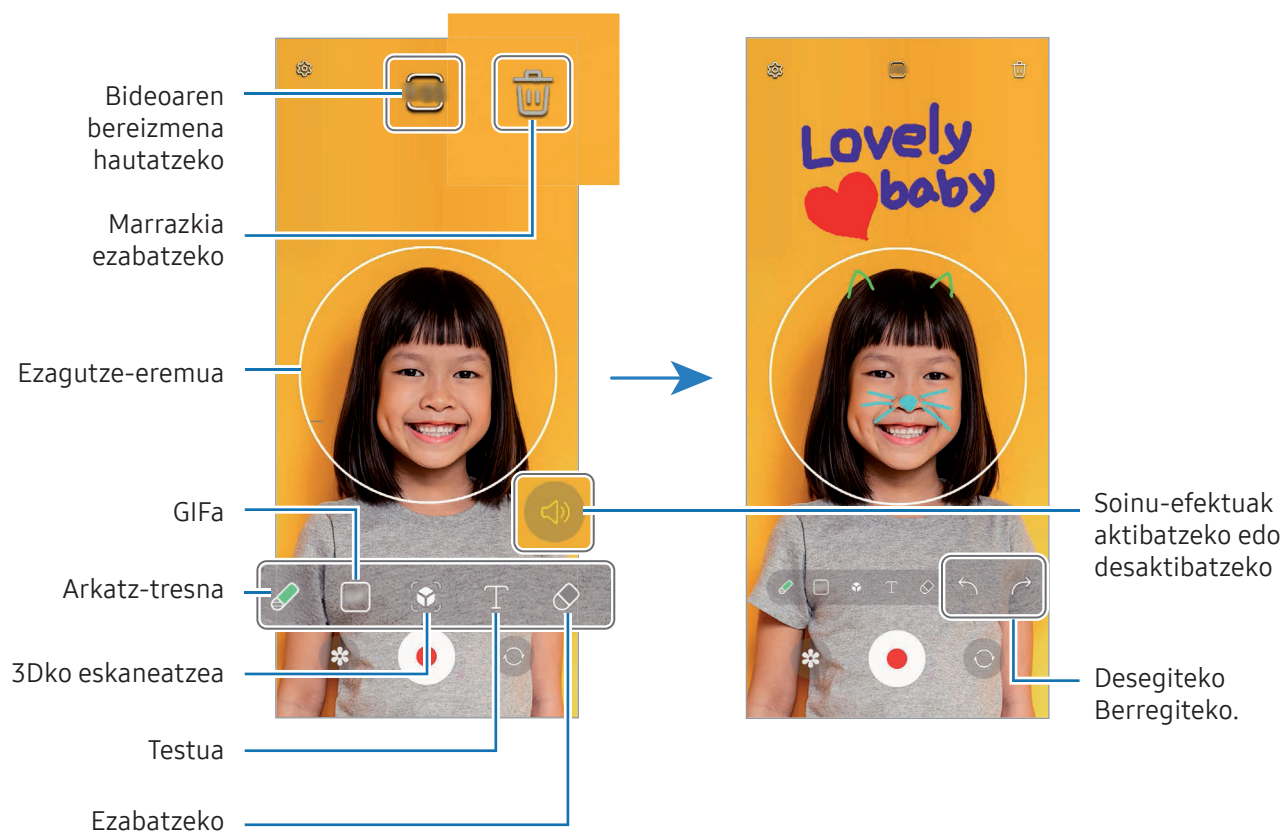 Bideoaren
bereizmena
hautatzeko
Marrazkia
ezabatzeko
Ezagutze-eremua
GIFa
Arkatz-tresna
3Dko eskaneatzea
Testua
Ezabatzeko
Lovely
baby
Soinu-efektuak
aktibatzeko edo
desaktibatzeko
Desegiteko
Berregiteko.